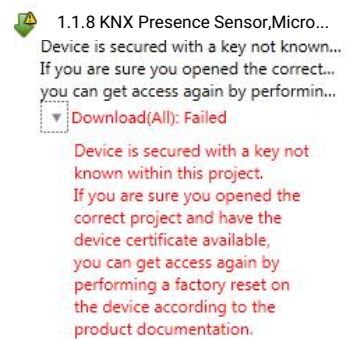 1.1.8 KNX Presence Sensor,Micro...
Device is secured with a key not known...
If you are sure you opened the correct...
you can get access again by performin...
Download(All): Failed
Device is secured with a key not
known within this project.
If you are sure you opened the
correct project and have the
device certificate available,
you can get access again by
performing a factory reset on
the device according to the
product documentation.